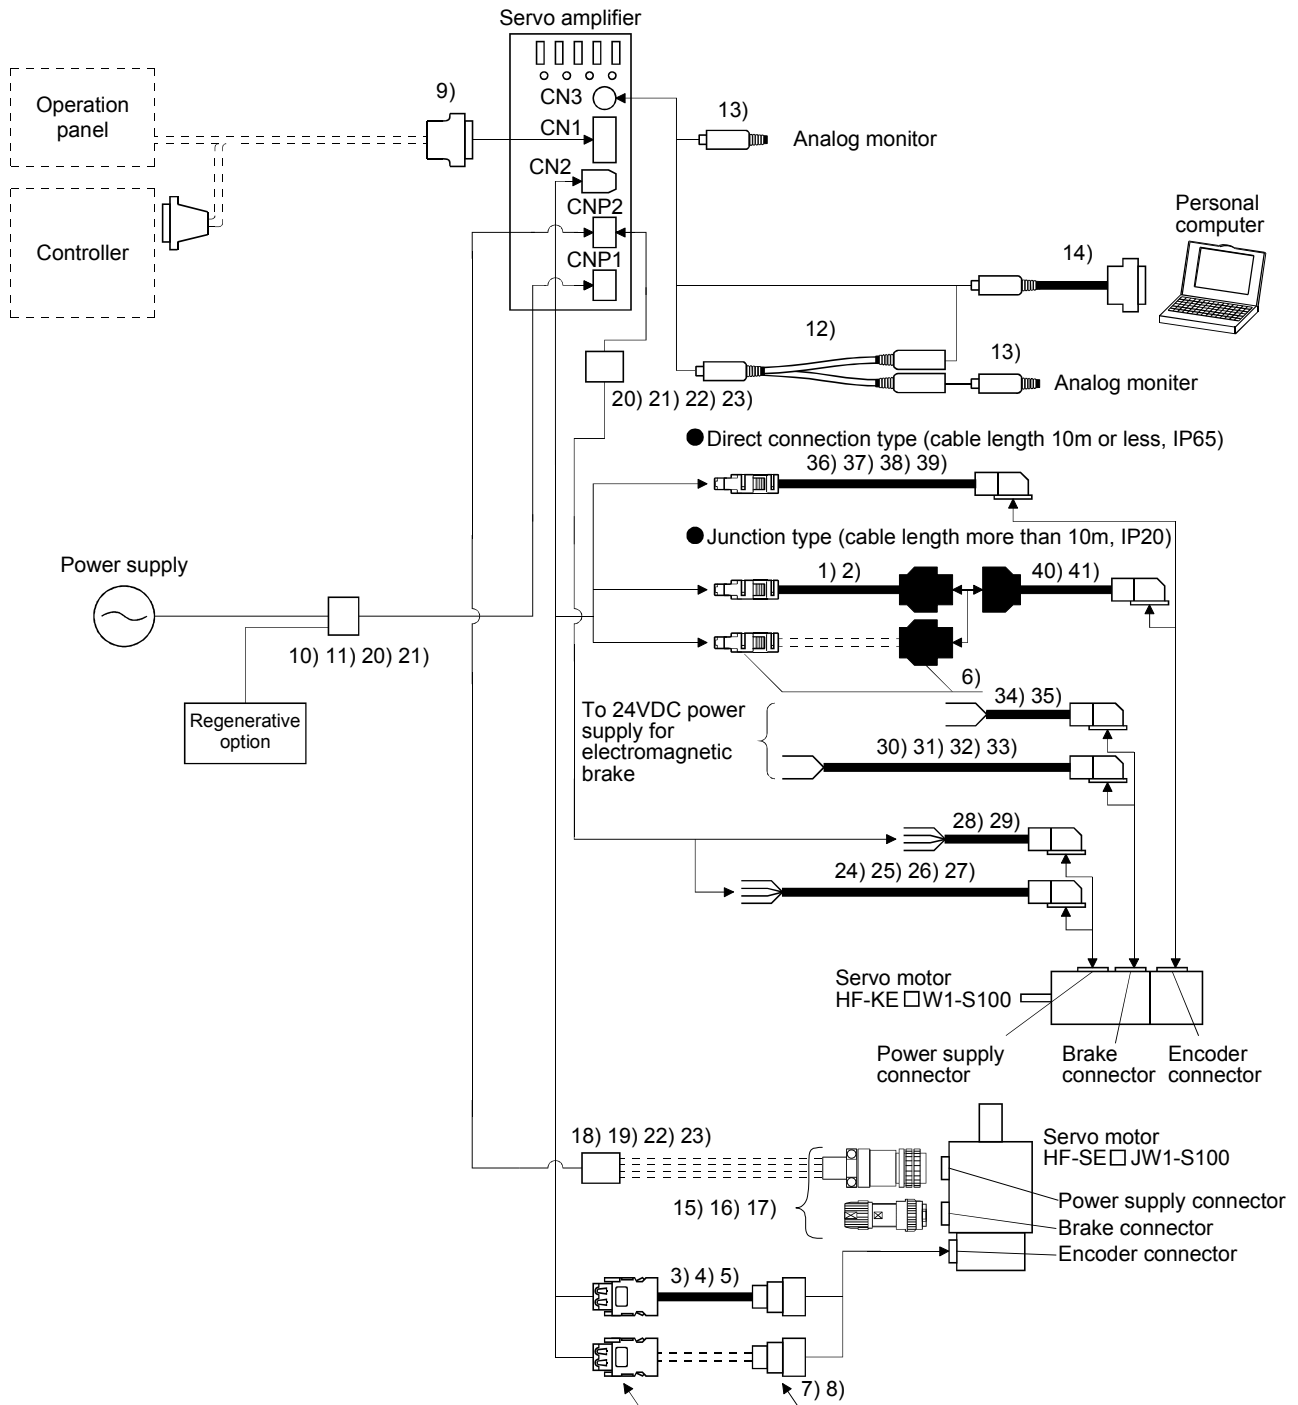 Servo amplifier
Operation
panel
9)
CN3
CN1
CN2
CNP2
CNP1
13)
Analog monitor
Controller
Personal
computer
14)
12)
13)
Analog moniter
20) 21) 22) 23)
●Direct connection type (cable length 10m or less, IP65)
36) 37) 38) 39)
●Junction type (cable length more than 10m, IP20)
1) 2)
40) 41)
Power supply
10) 11) 20) 21)
Regenerative
option
6)
To 24VDC power
supply for
electromagnetic
brake
34) 35)
30) 31) 32) 33)
28) 29)
24) 25) 26) 27)
Servo motor
HF-KE□W1-S100
Power supply
connector
Brake
connector
Encoder
connector
18) 19) 22) 23)
15) 16) 17)
Servo motor
HF-SE□JW1-S100
Power supply connector
Brake connector
Encoder connector
3) 4) 5)
7) 8)